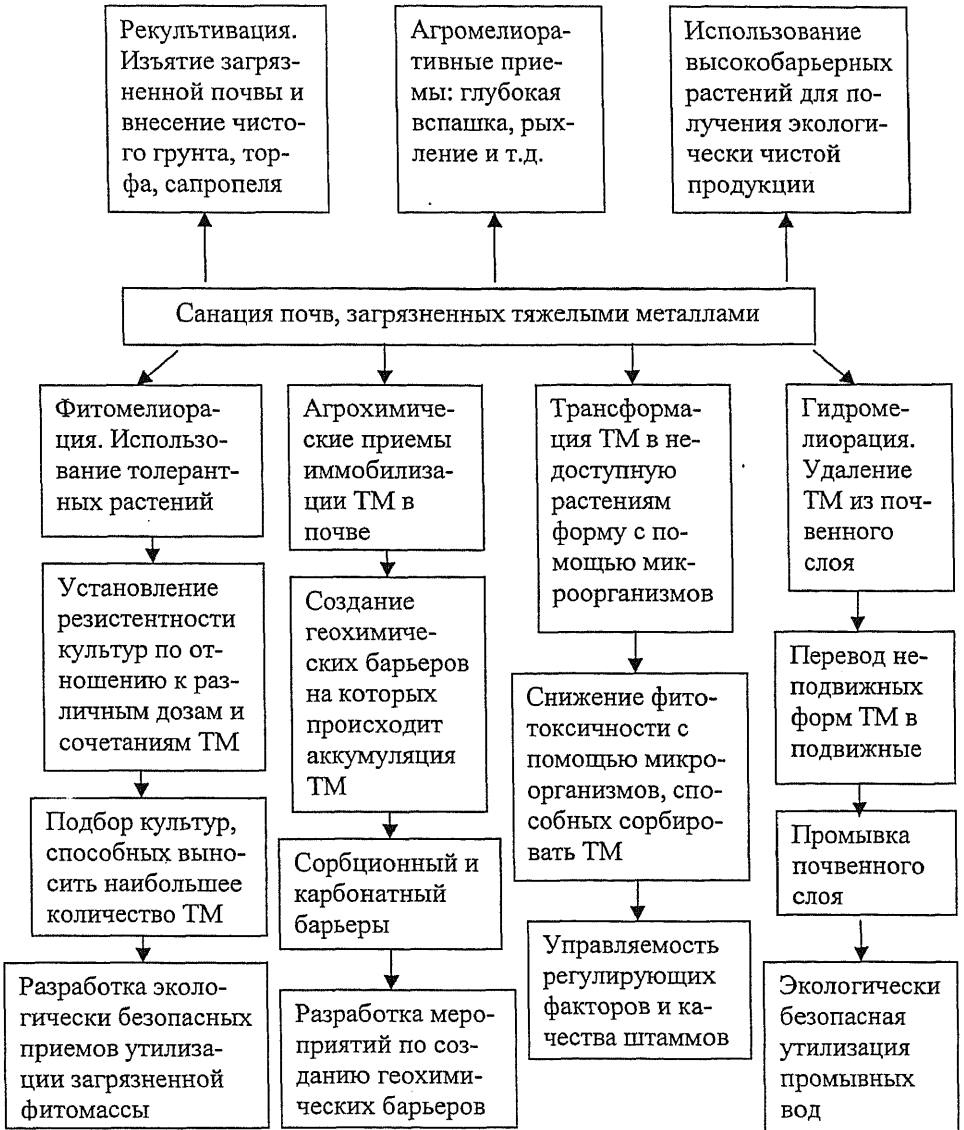 Рекультивация.
Изъятие загряз-
ненной почвы и
внесение чисто-
го грунта, тор-
фа, сапропеля
Агромелиора-
тивные прие-
мы: глубокая
вспашка, рых-
ление и т.д.
Использование
высокобарьерных
растений для по-
лучения экологи-
чески чистой
продукции
Санация почв, загрязненных тяжелыми металлами
Фитомелиора-
ция. Использо-
вание толерант-
ных растений
Установление
резистентности
культур по от-
ношению к раз-
личным дозам и
сочетаниям ТМ
Подбор культур,
способных выно-
сить наибольшее
количество ТМ
Разработка эколо-
гически безопасных
приемов утилиза-
ции загрязненной
фитомассы
Агрохимиче-
ские приемы
иммобилиза-
ции ТМ в
почве
Создание
геохимиче-
ских барьеров
на которых
происходит
аккумуляция
ТМ
Сорбционный и
карбонатный
барьеры
Разработка меро-
приятий по соз-
данию геохими-
ческих барьеров
Трансформа-
ция ТМ в не-
доступную
растениям
форму с по-
мощью мик-
роорганизмов
Снижение фито-
токсичности с
помощью микро-
организмов, спо-
собных сорбиро-
вать ТМ
Управляемость
регулирующих
факторов и ка-
чества штаммов
Гидроме-
лиорация.
Удаление
ТМ из поч-
венного
слоя
Перевод не-
подвижных
форм ТМ в
подвижные
Промывка
почвенного
слоя
Экологически
безопасная
утилизация
промывных
вод